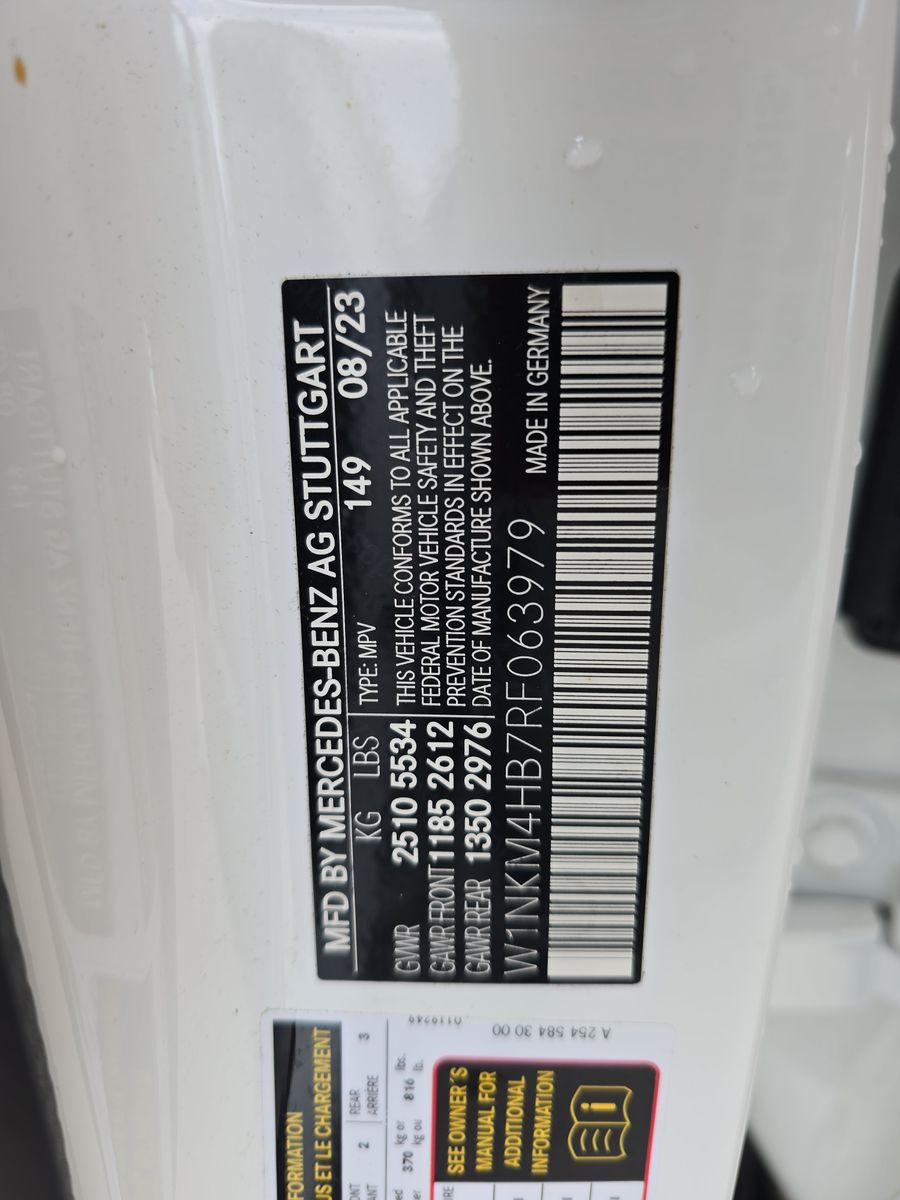 MFD BY MERCEDES-BENZ AG STUTTGART
KG LBS TYPE: MPV 149 08/23
GVWR 2510 5534 THIS VEHICLE CONFORMS TO ALL APPLICABLE
GAWR FRONT 1185 2612 FEDERAL MOTOR VEHICLE SAFETY AND THEFT
GAWR REAR 1350 2976 PREVENTION STANDARDS IN EFFECT ON THE
DATE OF MANUFACTURE SHOWN ABOVE.
W1NKM4HB7RF063979 MADE IN GERMANY
FORMATION
US ET LE CHARGEMENT
2 REAR 3
ARRIÈRE
370 kg or 816 lbs.
kg ou lb.
SEE OWNER'S
MANUAL FOR
ADDITIONAL
INFORMATION
A 254 584 30 00